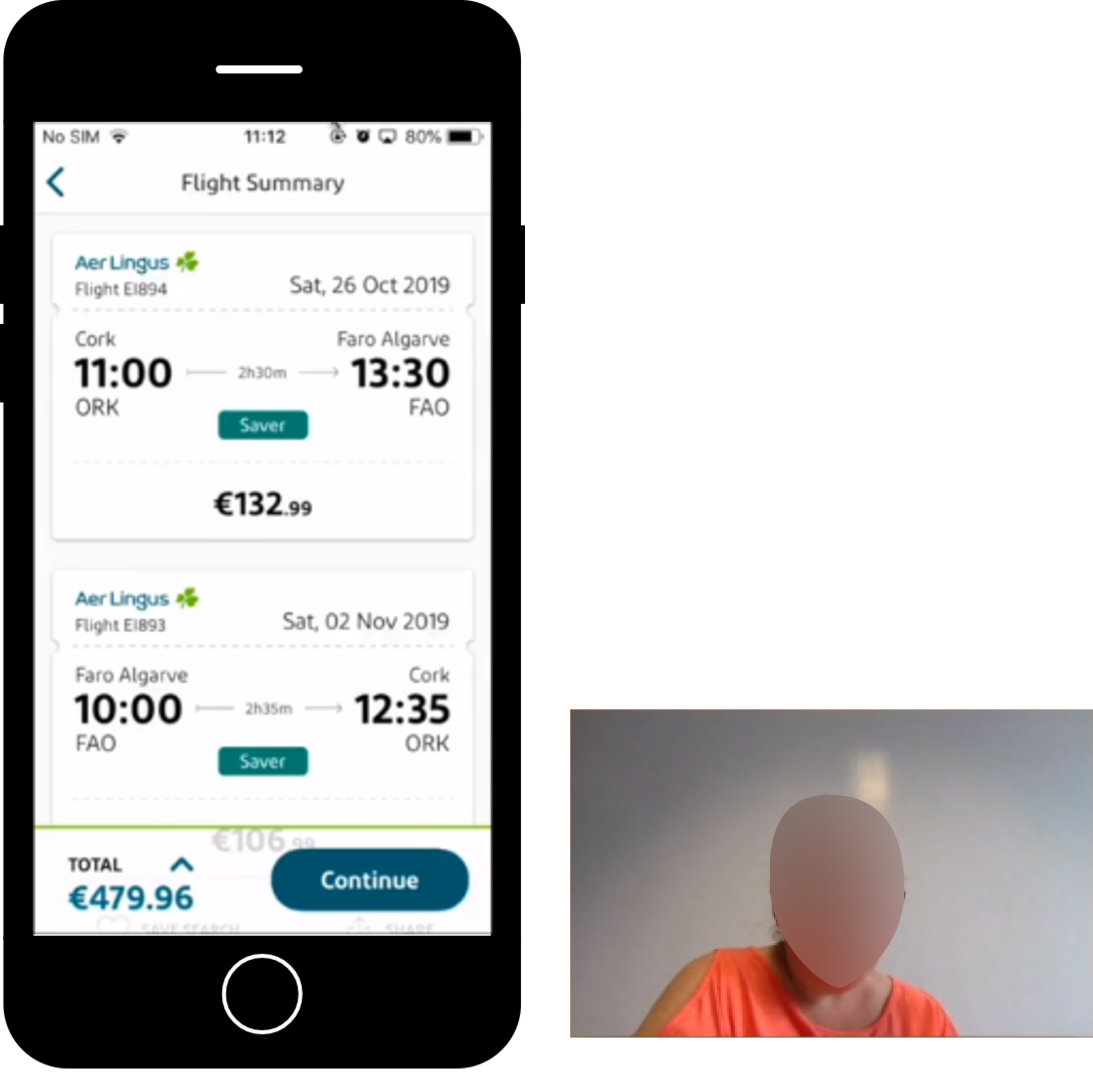 No SIM 11:12 80%
Flight Summary
Aer Lingus
Flight EI894 Sat, 26 Oct 2019
Cork Faro Algarve
11:00 2h30m 13:30
ORK FAO
Saver
€132.99
Aer Lingus
Flight EI893 Sat, 02 Nov 2019
Faro Algarve Cork
10:00 2h35m 12:35
FAO ORK
Saver
€106.99
TOTAL
€479.96
Continue
SAVE SEARCH SHARE